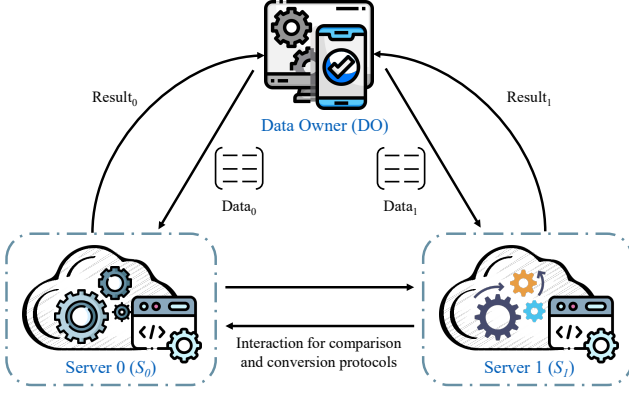 Result₀
Result₁
Data Owner (DO)
Data₀
Data₁
</>
</>
Interaction for comparison
and conversion protocols
Server 0 (S₀)
Server 1 (S₁)